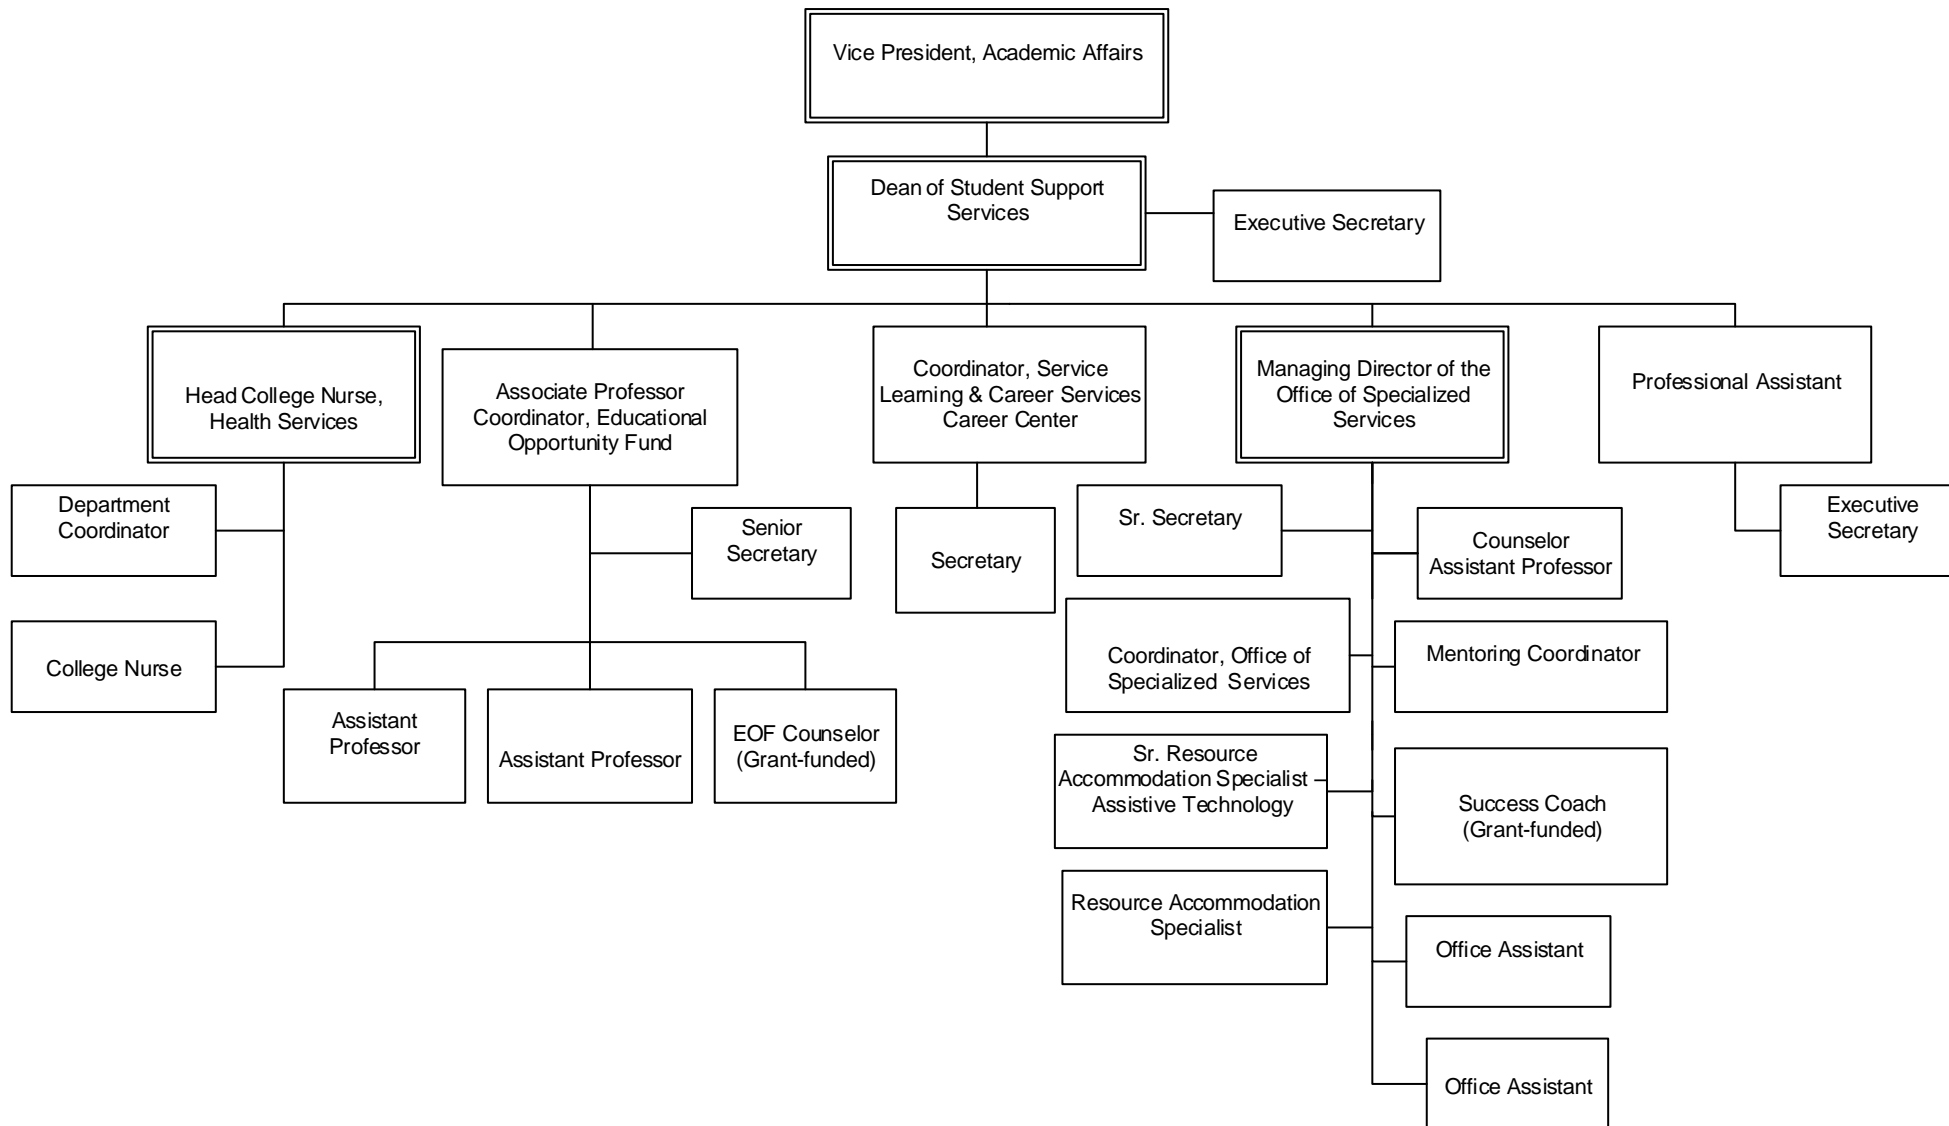 Vice President, Academic Affairs
Dean of Student Support
Services
Executive Secretary
Head College Nurse,
Health Services
Associate Professor
Coordinator, Educational
Opportunity Fund
Coordinator, Service
Learning & Career Services
Career Center
Managing Director of the
Office of Specialized
Services
Professional Assistant
Department
Coordinator
College Nurse
Senior
Secretary
Assistant
Professor
Assistant Professor
EOF Counselor
(Grant-funded)
Secretary
Sr. Secretary
Counselor
Assistant Professor
Coordinator, Office of
Specialized Services
Mentoring Coordinator
Sr. Resource
Accommodation Specialist –
Assistive Technology
Success Coach
(Grant-funded)
Resource Accommodation
Specialist
Office Assistant
Office Assistant
Executive
Secretary